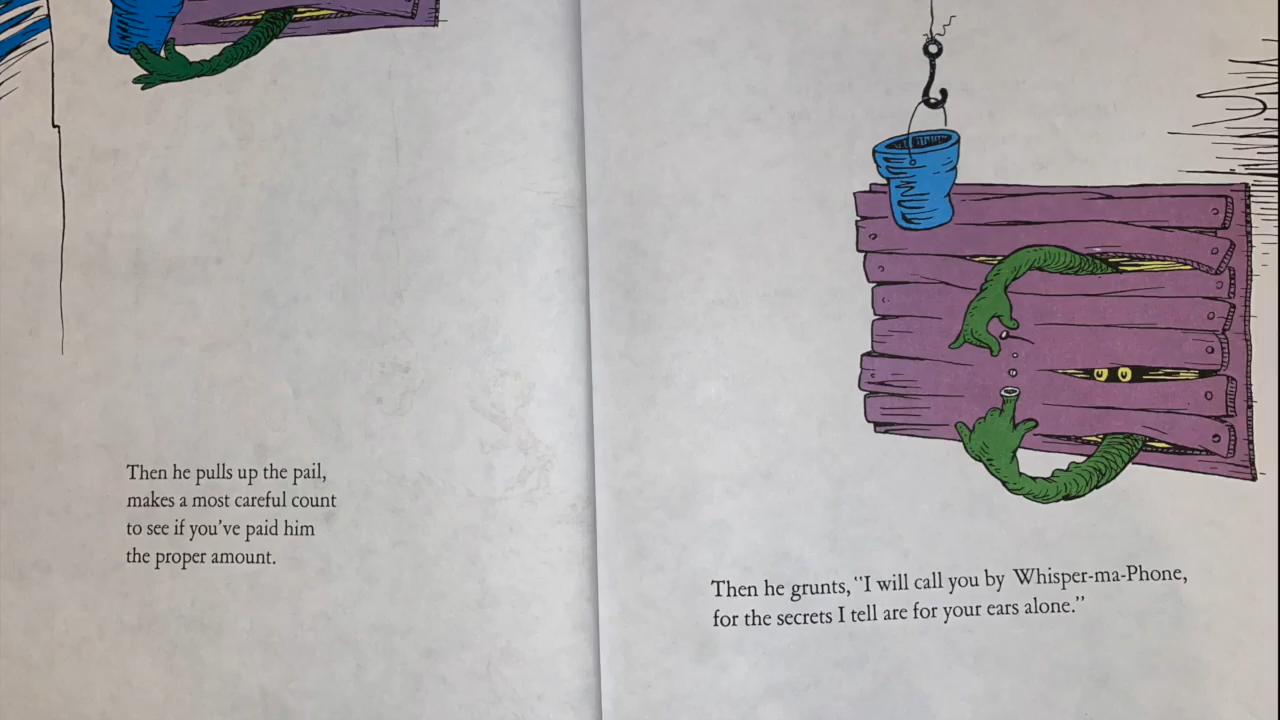 Then he pulls up the pail,
makes a most careful count
to see if you've paid him
the proper amount.
Then he grunts, “I will call you by Whisper-ma-Phone,
for the secrets I tell are for your ears alone.”